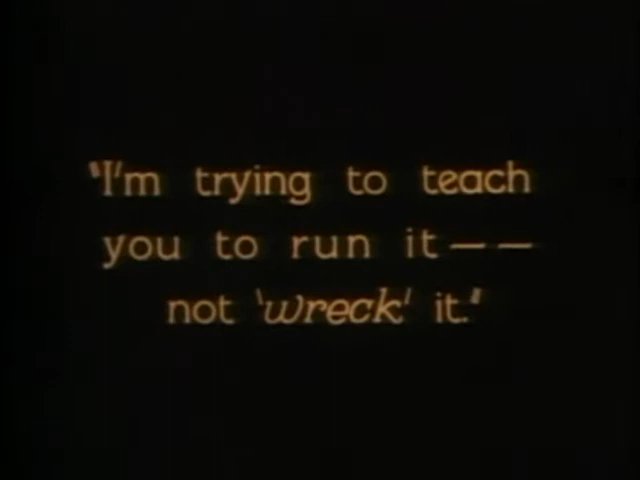 "I'm trying to teach
you to run it — —
not 'wreck' it."